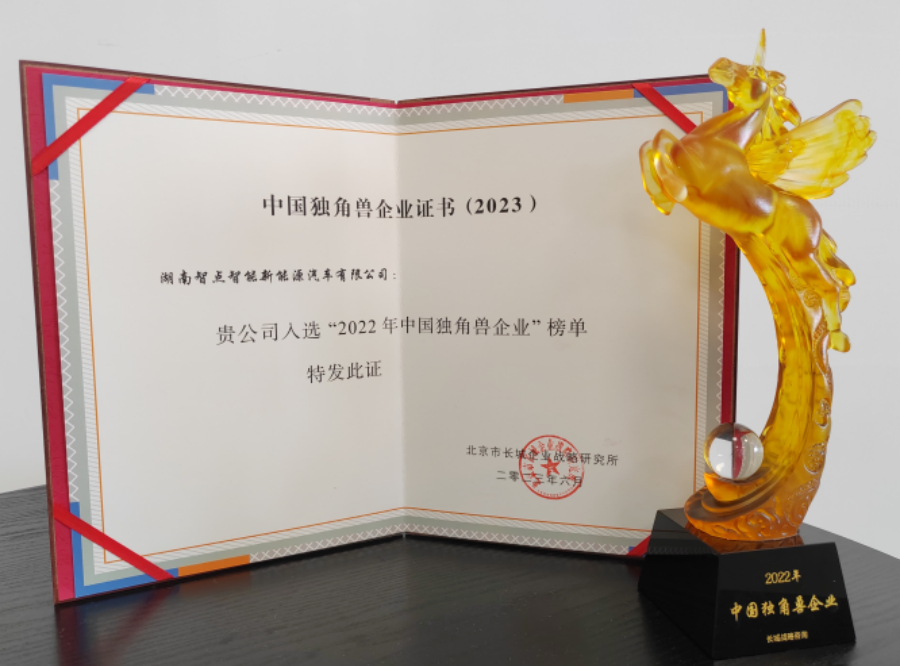 中国独角兽企业证书（2023）
湖南智点智能新能源汽车有限公司：
贵公司入选“2022年中国独角兽企业”榜单
特发此证
北京市长城企业战略研究所
二零二三年六月
2022年
中国独角兽企业
长城战略咨询